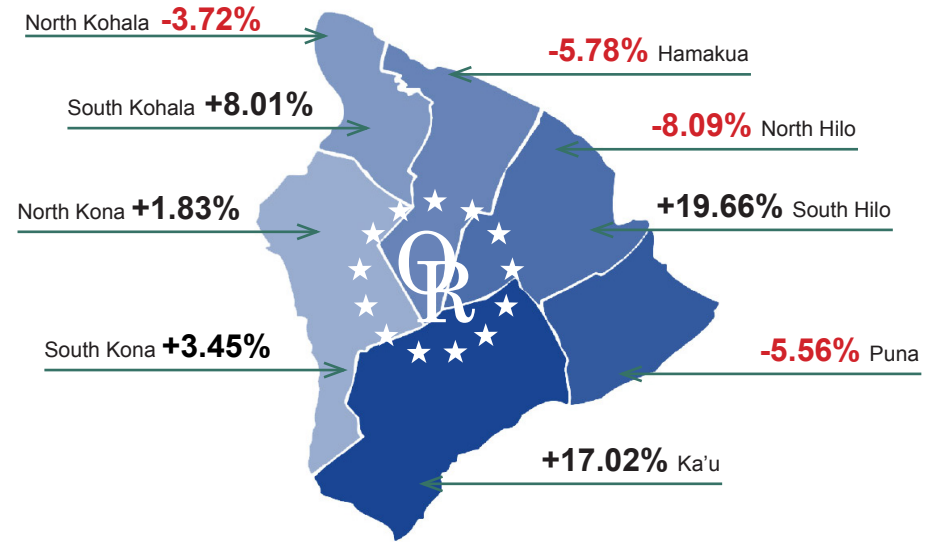 North Kohala -3.72%
-5.78% Hamakua
South Kohala +8.01%
-8.09% North Hilo
North Kona +1.83%
+19.66% South Hilo
OR
South Kona +3.45%
-5.56% Puna
+17.02% Ka’u